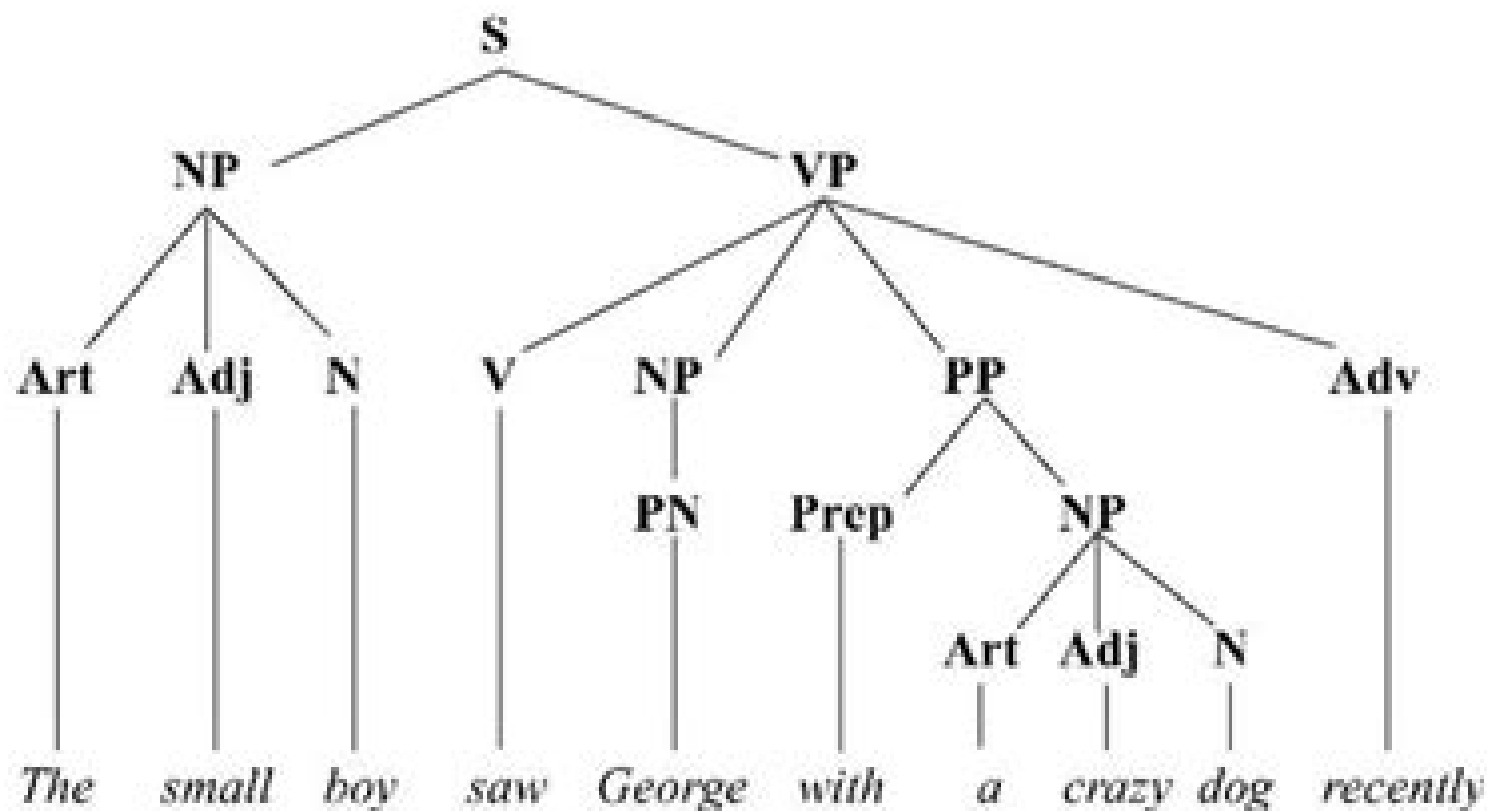 S
NP VP
Art Adj N V NP PP Adv
PN Prep NP
Art Adj N
The small boy saw George with a crazy dog recently